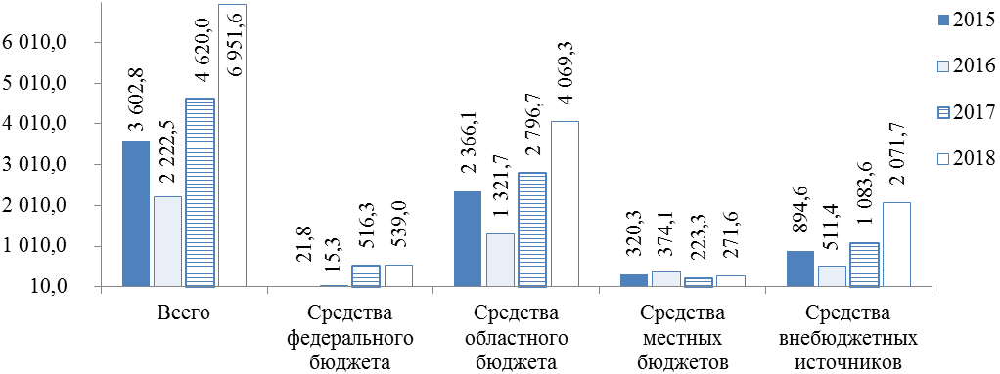 6 010,0
5 010,0
4 010,0
3 010,0
2 010,0
1 010,0
10,0
3 602,8
2 222,5
4 620,0
6 951,6
21,8
15,3
516,3
539,0
2 366,1
1 321,7
2 796,7
4 069,3
320,3
374,1
223,3
271,6
894,6
511,4
1 083,6
2 071,7
Всего
Средства
федерального
бюджета
Средства
областного
бюджета
Средства
местных
бюджетов
Средства
внебюджетных
источников
2015
2016
2017
2018